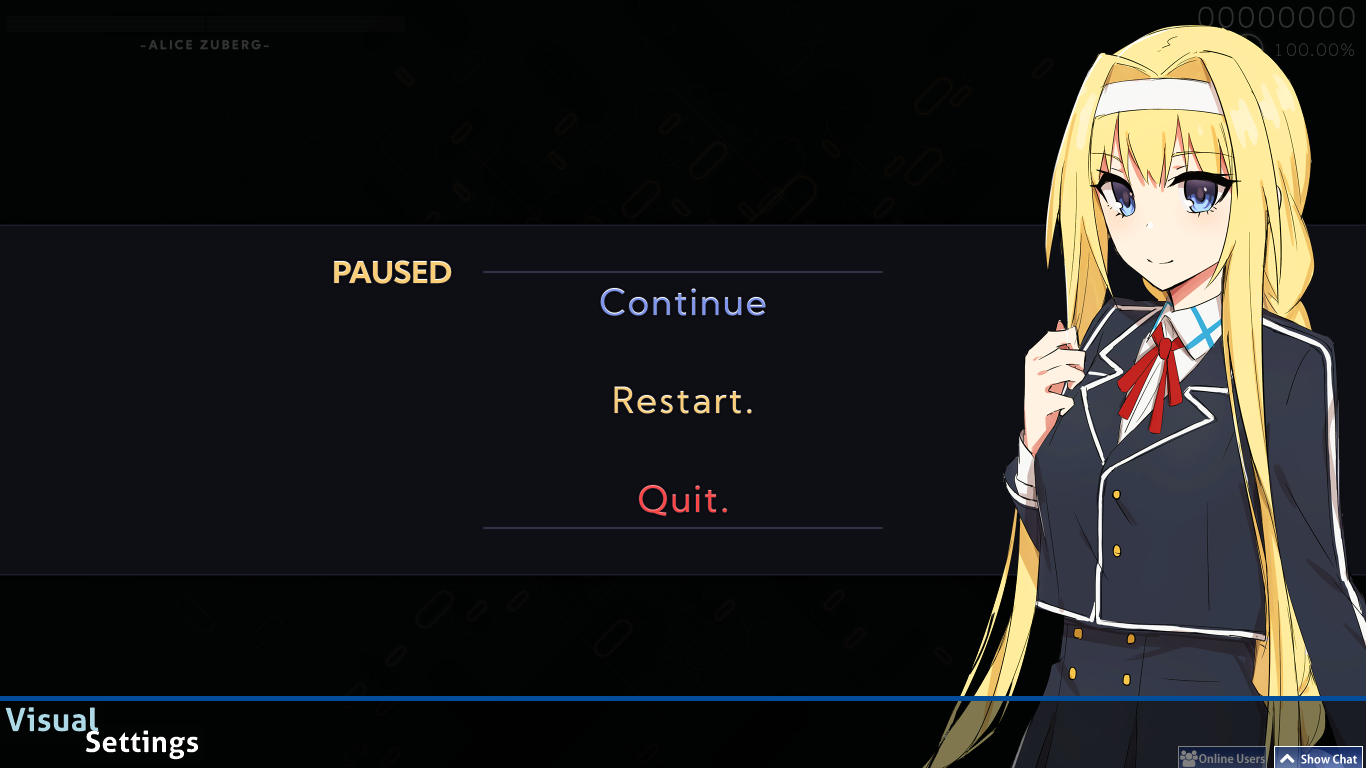 00000000
-ALICE ZUBERG-
100.00%
PAUSED
Continue
Restart.
Quit.
Visual
Settings
Online Users
Show Chat